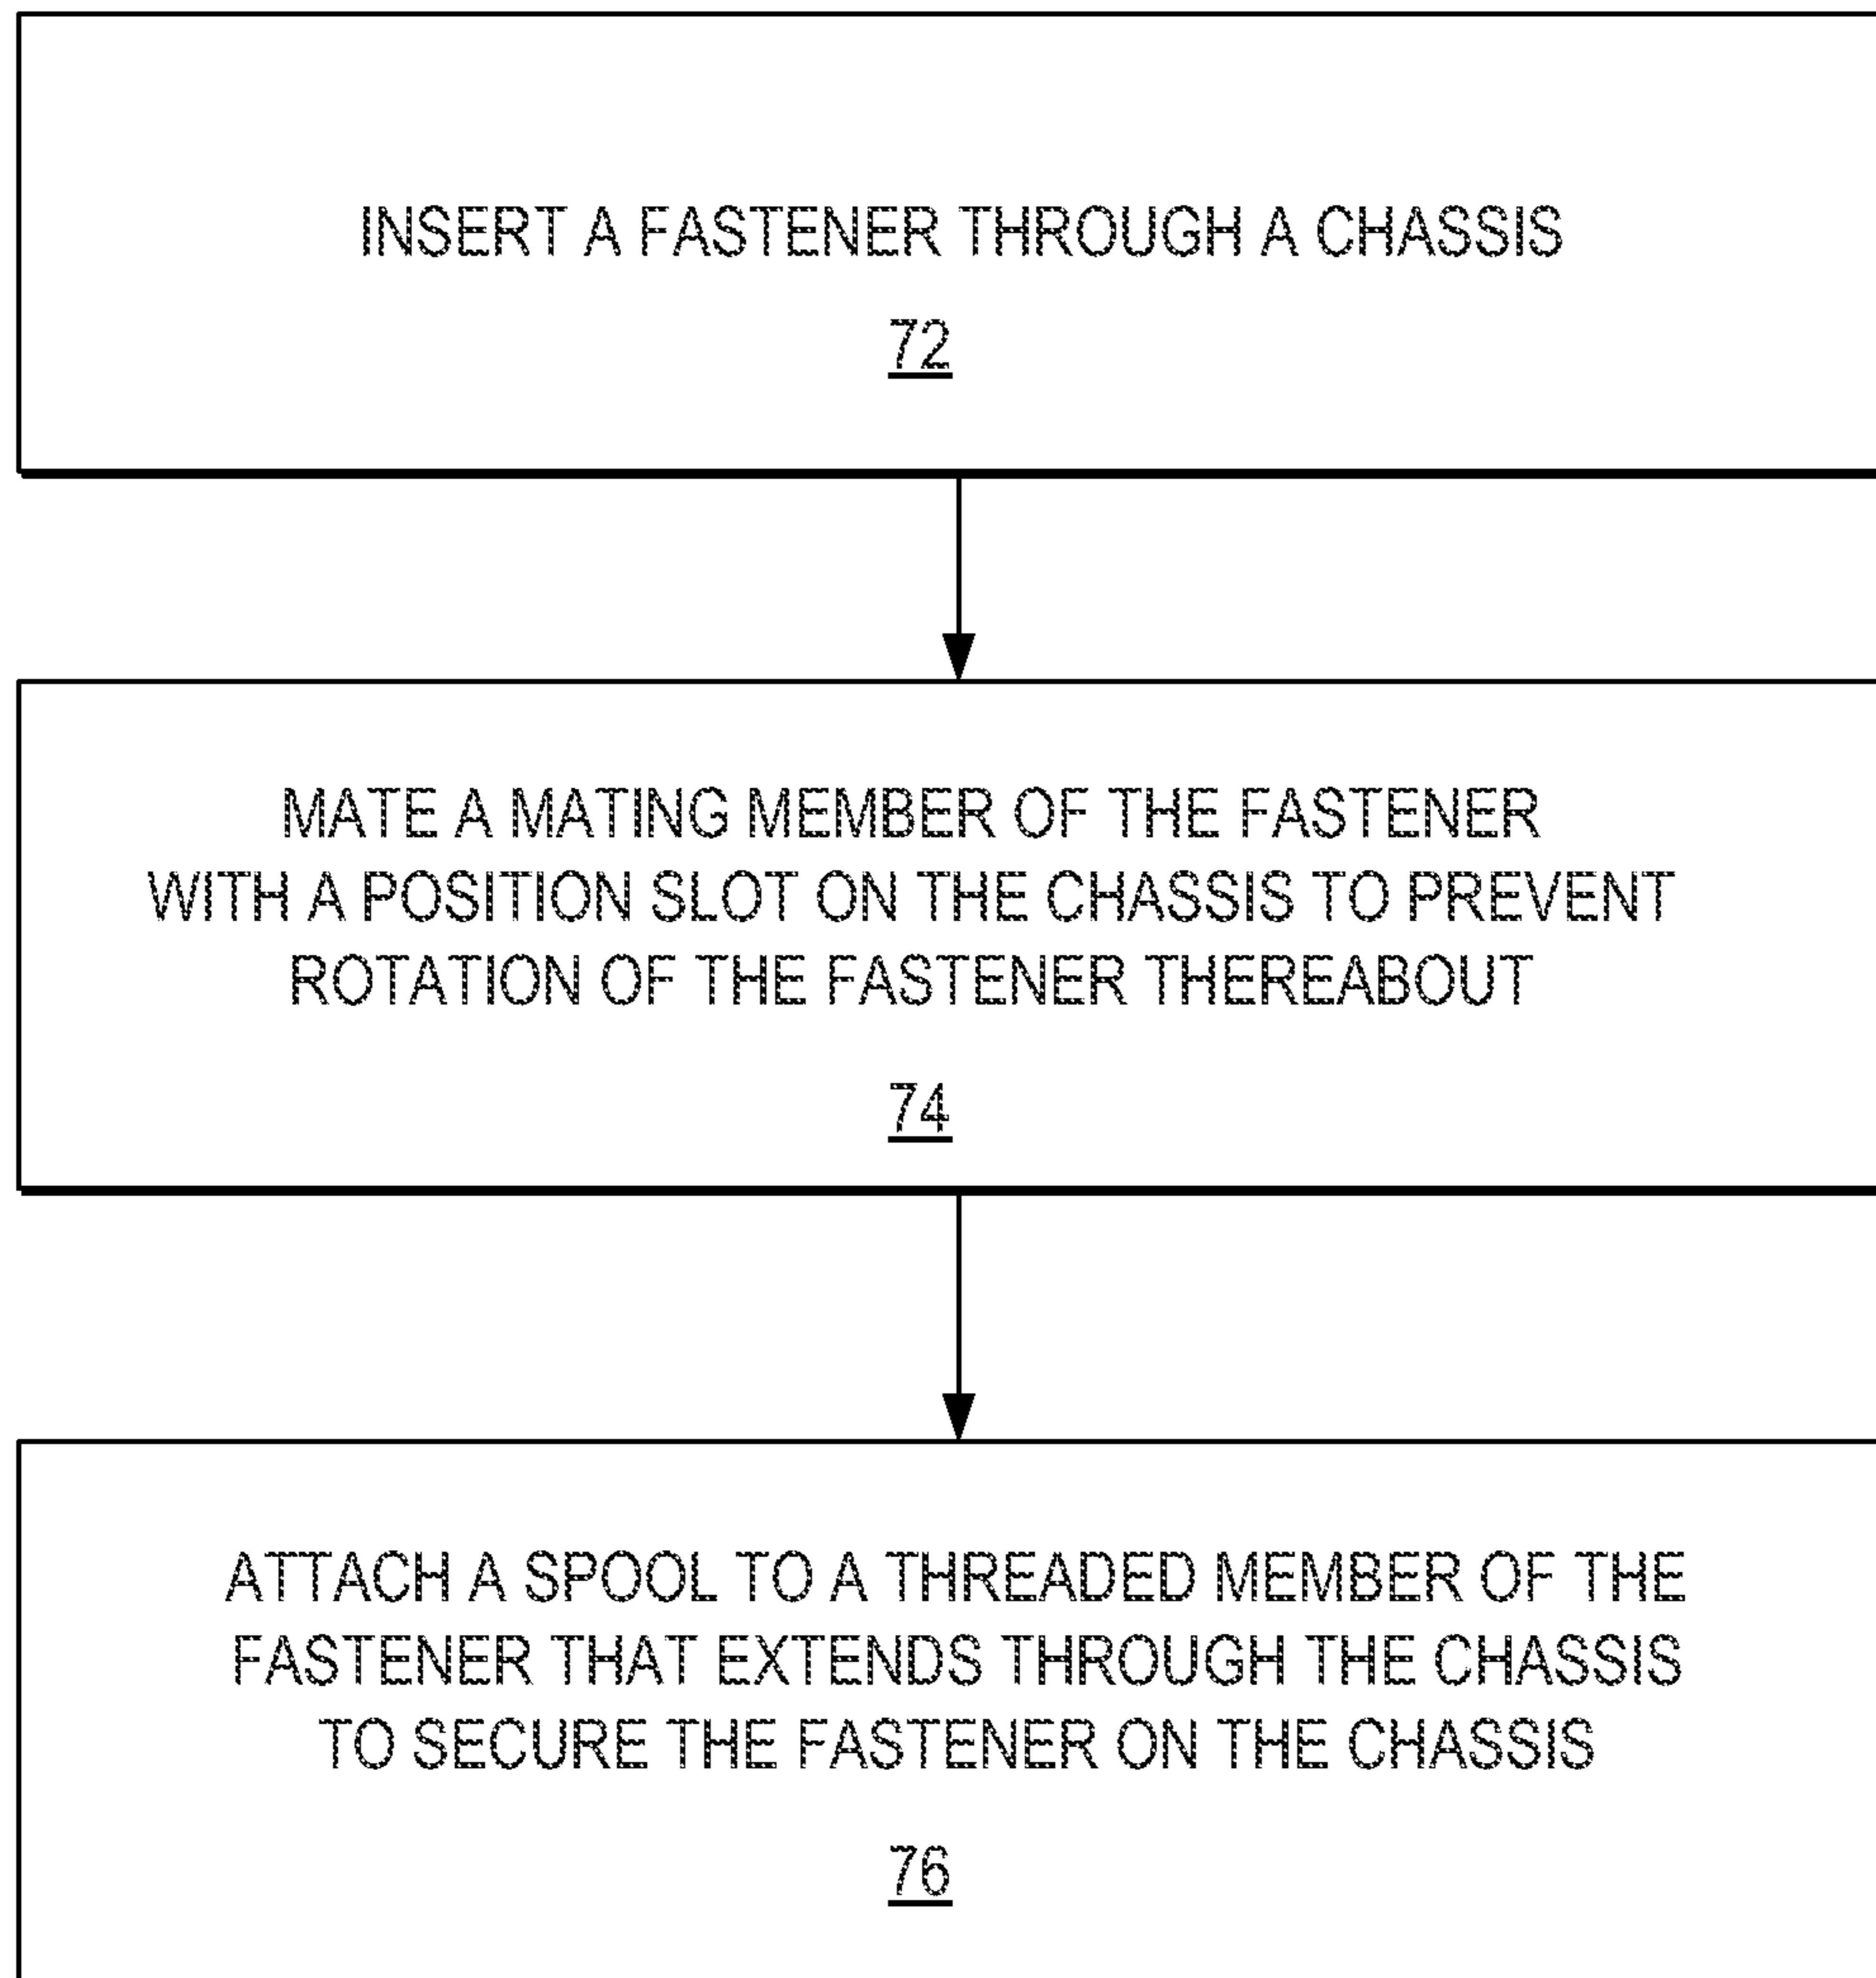 INSERT A FASTENER THROUGH A CHASSIS
72
MATE A MATING MEMBER OF THE FASTENER
WITH A POSITION SLOT ON THE CHASSIS TO PREVENT
ROTATION OF THE FASTENER THEREABOUT
74
ATTACH A SPOOL TO A THREADED MEMBER OF THE
FASTENER THAT EXTENDS THROUGH THE CHASSIS
TO SECURE THE FASTENER ON THE CHASSIS
76